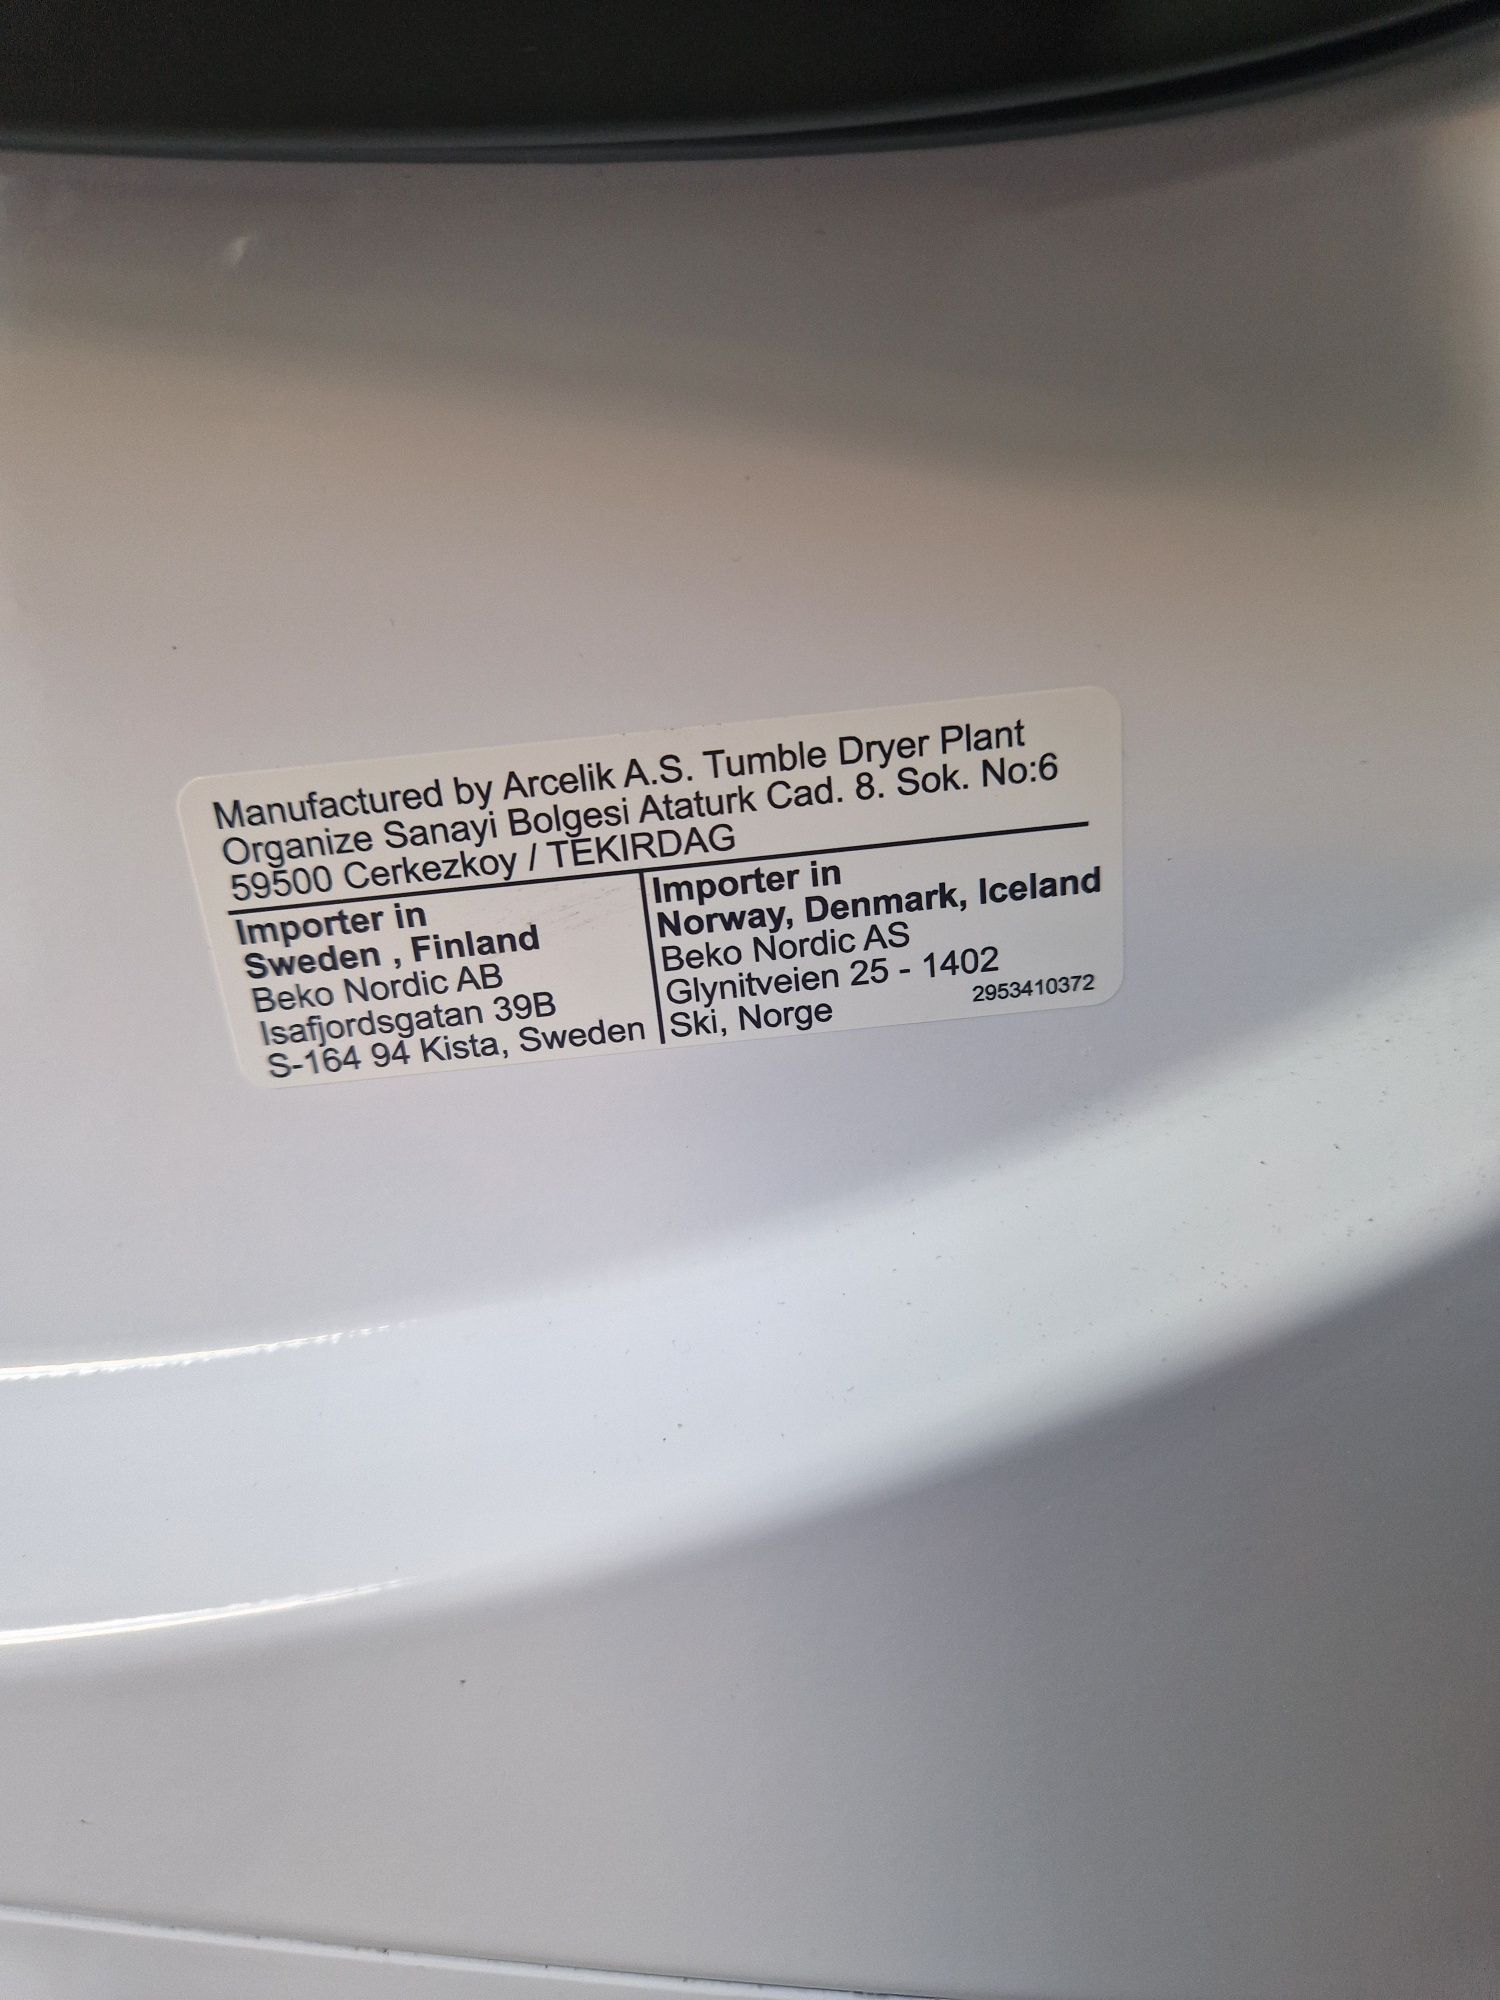 Manufactured by Arcelik A.S. Tumble Dryer Plant
Organize Sanayi Bolgesi Ataturk Cad. 8. Sok. No:6
59500 Cerkezkoy / TEKIRDAG
Importer in
Sweden , Finland
Beko Nordic AB
Isafjordsgatan 39B
S-164 94 Kista, Sweden
Importer in
Norway, Denmark, Iceland
Beko Nordic AS
Glynitveien 25 - 1402
Ski, Norge
2953410372